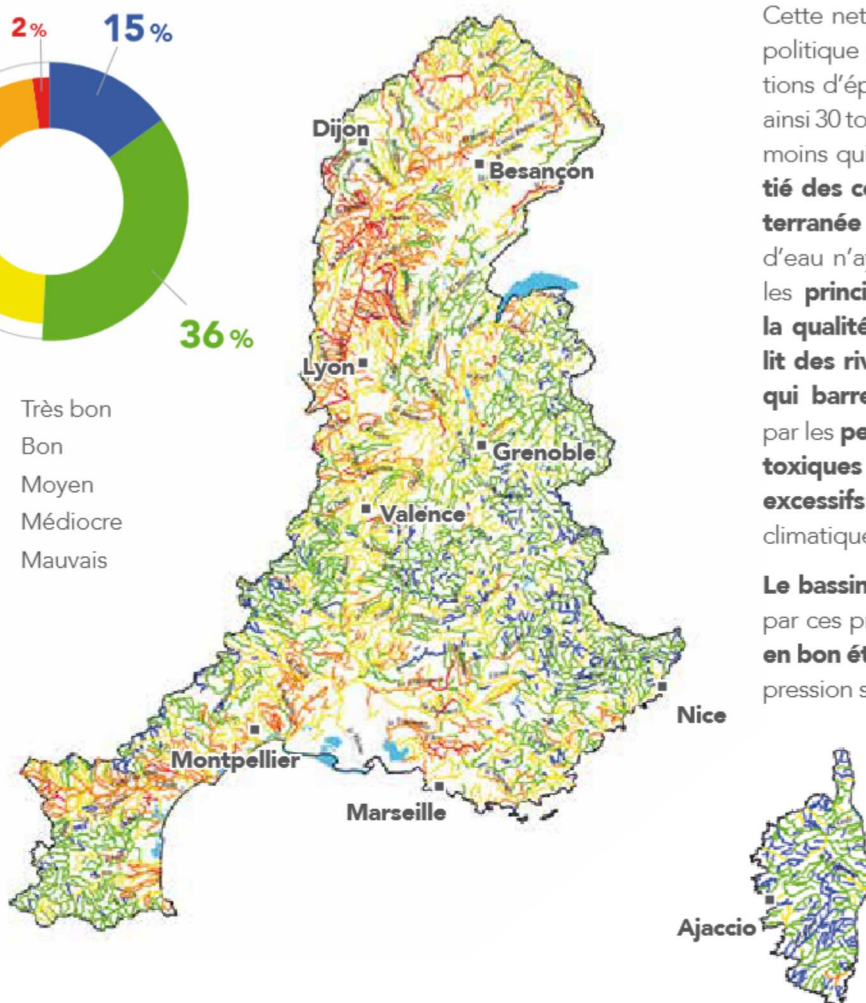 2 %
15 %
36 %
Très bon
Bon
Moyen
Médiocre
Mauvais
Dijon
Besançon
Lyon
Grenoble
Valence
Nice
Montpellier
Marseille
Ajaccio
Cette net
politique
tions d'ép
ainsi 30 to
moins qui
tié des co
terranée
d'eau n'a
les princi
la qualité
lit des riv
qui barre
par les pe
toxiques
excessifs
climatique
Le bassin
par ces pr
en bon ét
pression s